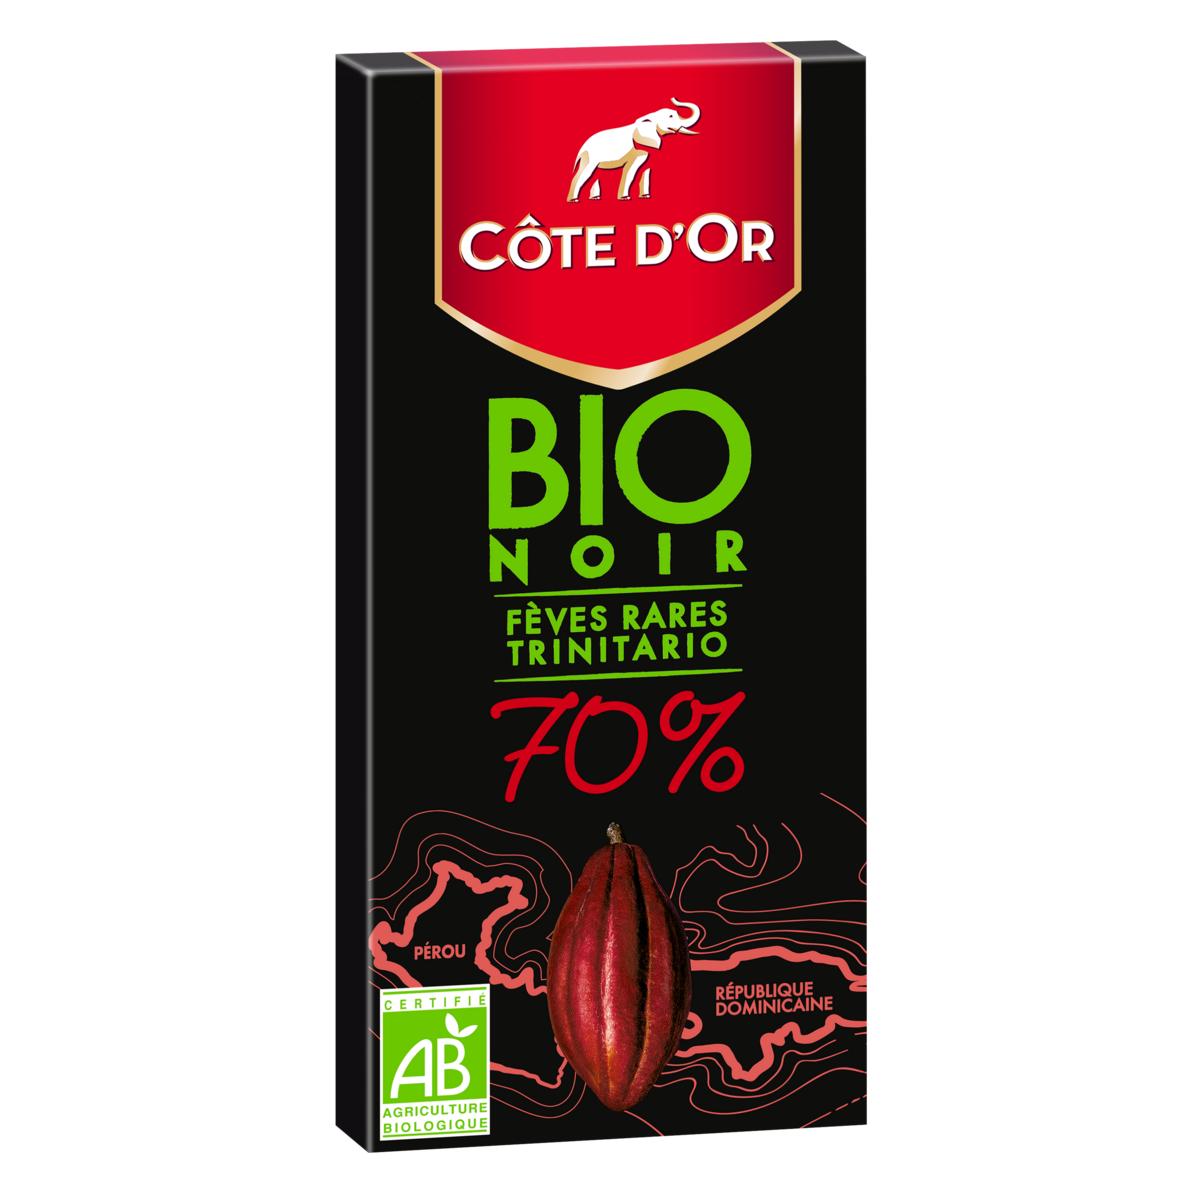 CÔTE D'OR
BIO
NOIR
FÈVES RARES
TRINITARIO
70%
PÉROU
RÉPUBLIQUE
DOMINICAINE
CERTIFIÉ
AB
AGRICULTURE
BIOLOGIQUE